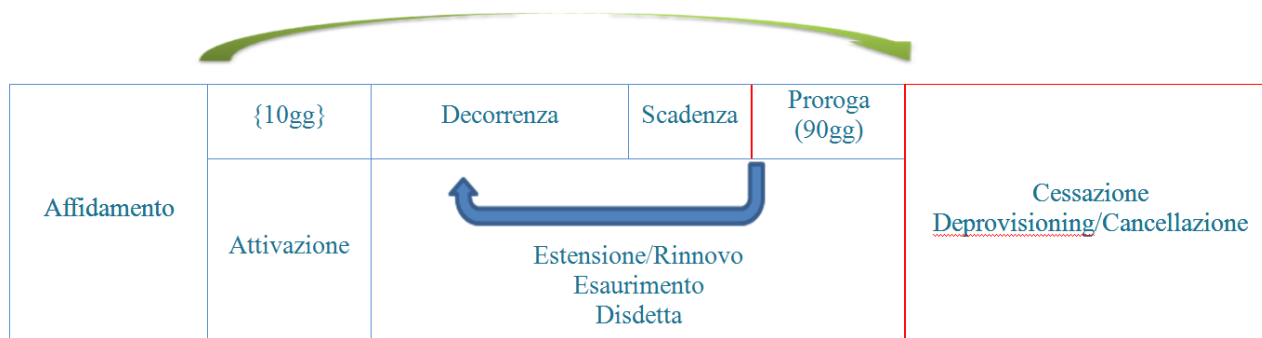 Affidamento
{10gg}
Attivazione
Decorrenza
Scadenza
Proroga
(90gg)
Estensione/Rinnovo
Esaurimento
Disdetta
Cessazione
Deprovisioning/Cancellazione